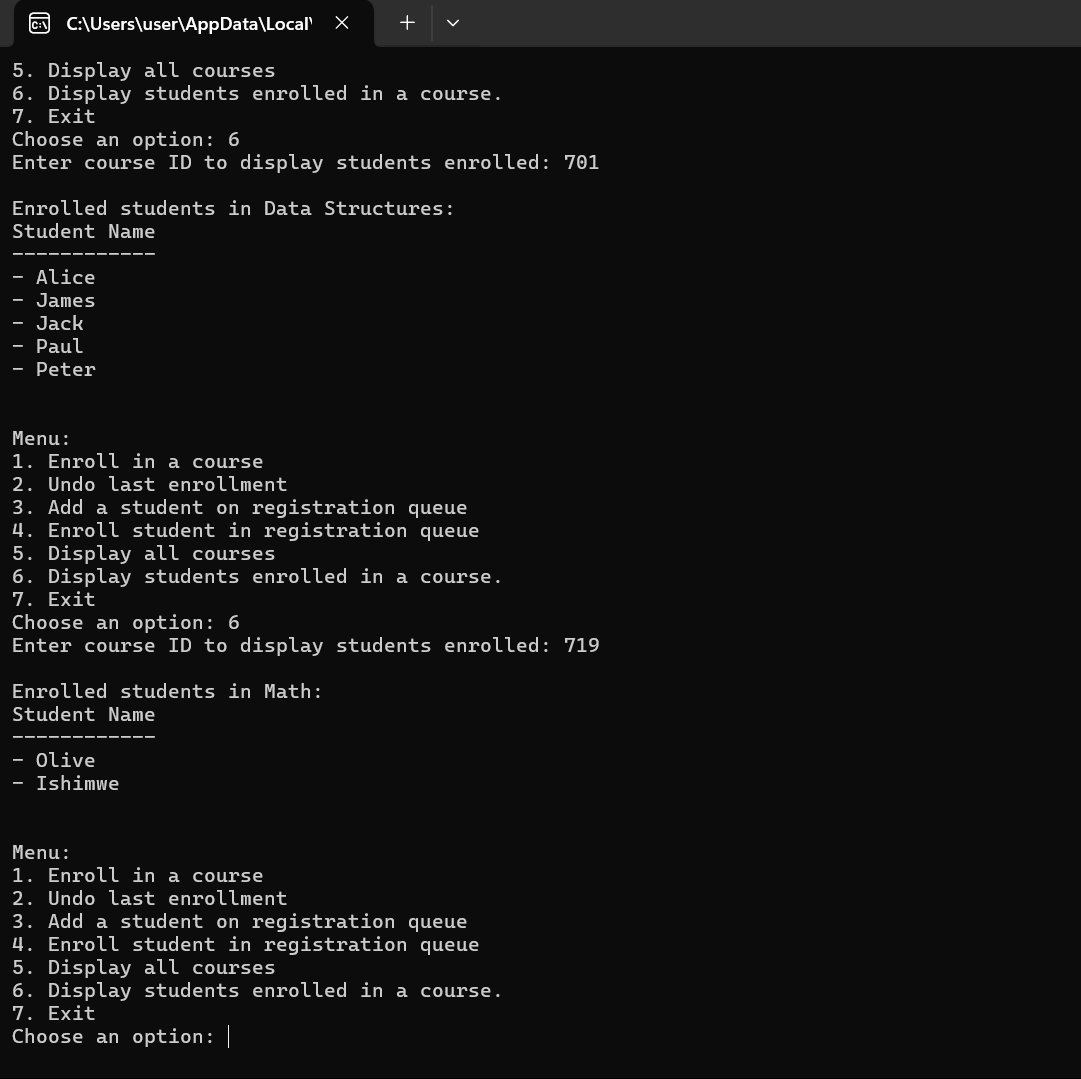 C:\Users\user\AppData\Local\
5. Display all courses
6. Display students enrolled in a course.
7. Exit
Choose an option: 6
Enter course ID to display students enrolled: 701
Enrolled students in Data Structures:
Student Name
------------
- Alice
- James
- Jack
- Paul
- Peter
Menu:
1. Enroll in a course
2. Undo last enrollment
3. Add a student on registration queue
4. Enroll student in registration queue
5. Display all courses
6. Display students enrolled in a course.
7. Exit
Choose an option: 6
Enter course ID to display students enrolled: 719
Enrolled students in Math:
Student Name
------------
- Olive
- Ishimwe
Menu:
1. Enroll in a course
2. Undo last enrollment
3. Add a student on registration queue
4. Enroll student in registration queue
5. Display all courses
6. Display students enrolled in a course.
7. Exit
Choose an option: